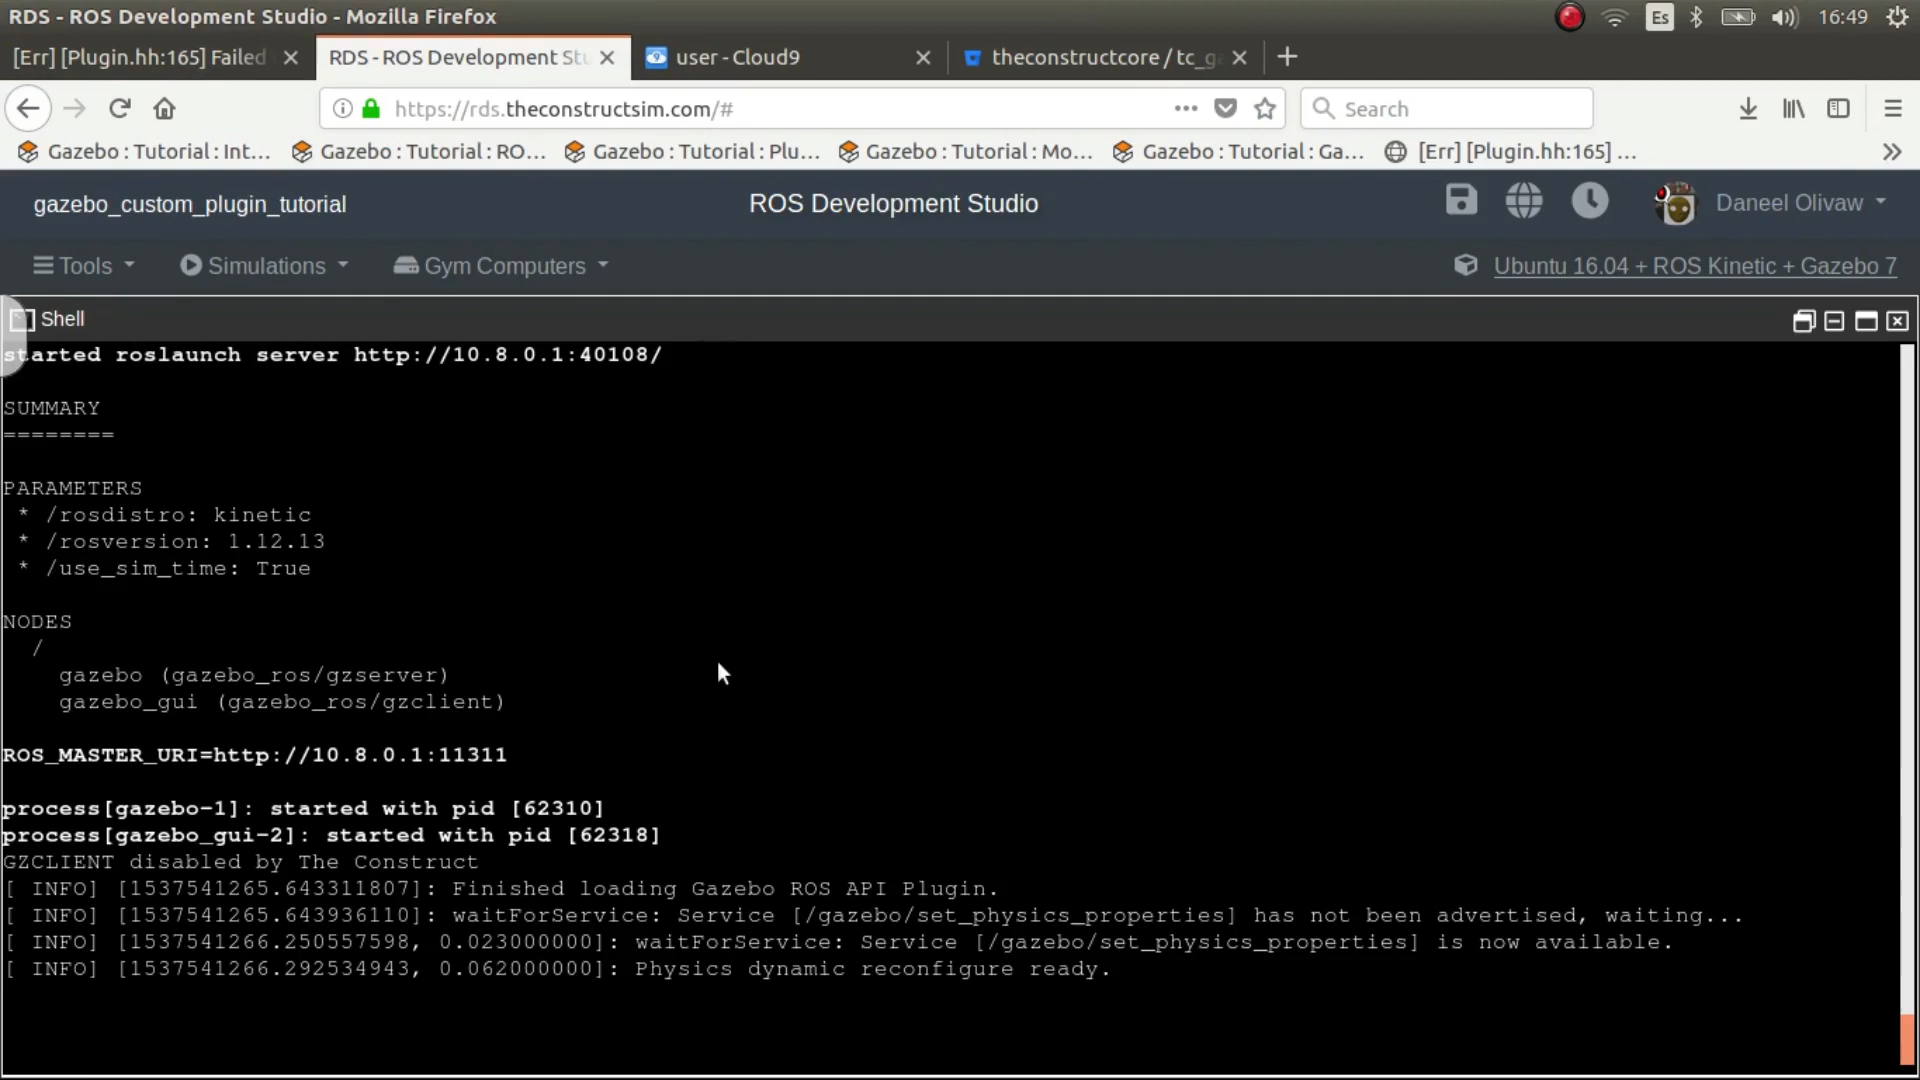 RDS - ROS Development Studio - Mozilla Firefox
Es
16:49
[Err] [Plugin.hh:165] Failed
RDS - ROS Development Stu
user - Cloud9
theconstructcore / tc_ga
https://rds.theconstructsim.com/#
Search
Gazebo : Tutorial : Int...
Gazebo : Tutorial : RO...
Gazebo : Tutorial : Plu...
Gazebo : Tutorial : Mo...
Gazebo : Tutorial : Ga...
[Err] [Plugin.hh:165] ...
gazebo_custom_plugin_tutorial
ROS Development Studio
Daneel Olivaw
Tools
Simulations
Gym Computers
Ubuntu 16.04 + ROS Kinetic + Gazebo 7
Shell
started roslaunch server http://10.8.0.1:40108/
SUMMARY
========
PARAMETERS
* /rosdistro: kinetic
* /rosversion: 1.12.13
* /use_sim_time: True
NODES
/
gazebo (gazebo_ros/gzserver)
gazebo_gui (gazebo_ros/gzclient)
ROS_MASTER_URI=http://10.8.0.1:11311
process[gazebo-1]: started with pid [62310]
process[gazebo_gui-2]: started with pid [62318]
GZCLIENT disabled by The Construct
[ INFO] [1537541265.643311807]: Finished loading Gazebo ROS API Plugin.
[ INFO] [1537541265.643936110]: waitForService: Service [/gazebo/set_physics_properties] has not been advertised, waiting...
[ INFO] [1537541266.250557598, 0.023000000]: waitForService: Service [/gazebo/set_physics_properties] is now available.
[ INFO] [1537541266.292534943, 0.062000000]: Physics dynamic reconfigure ready.